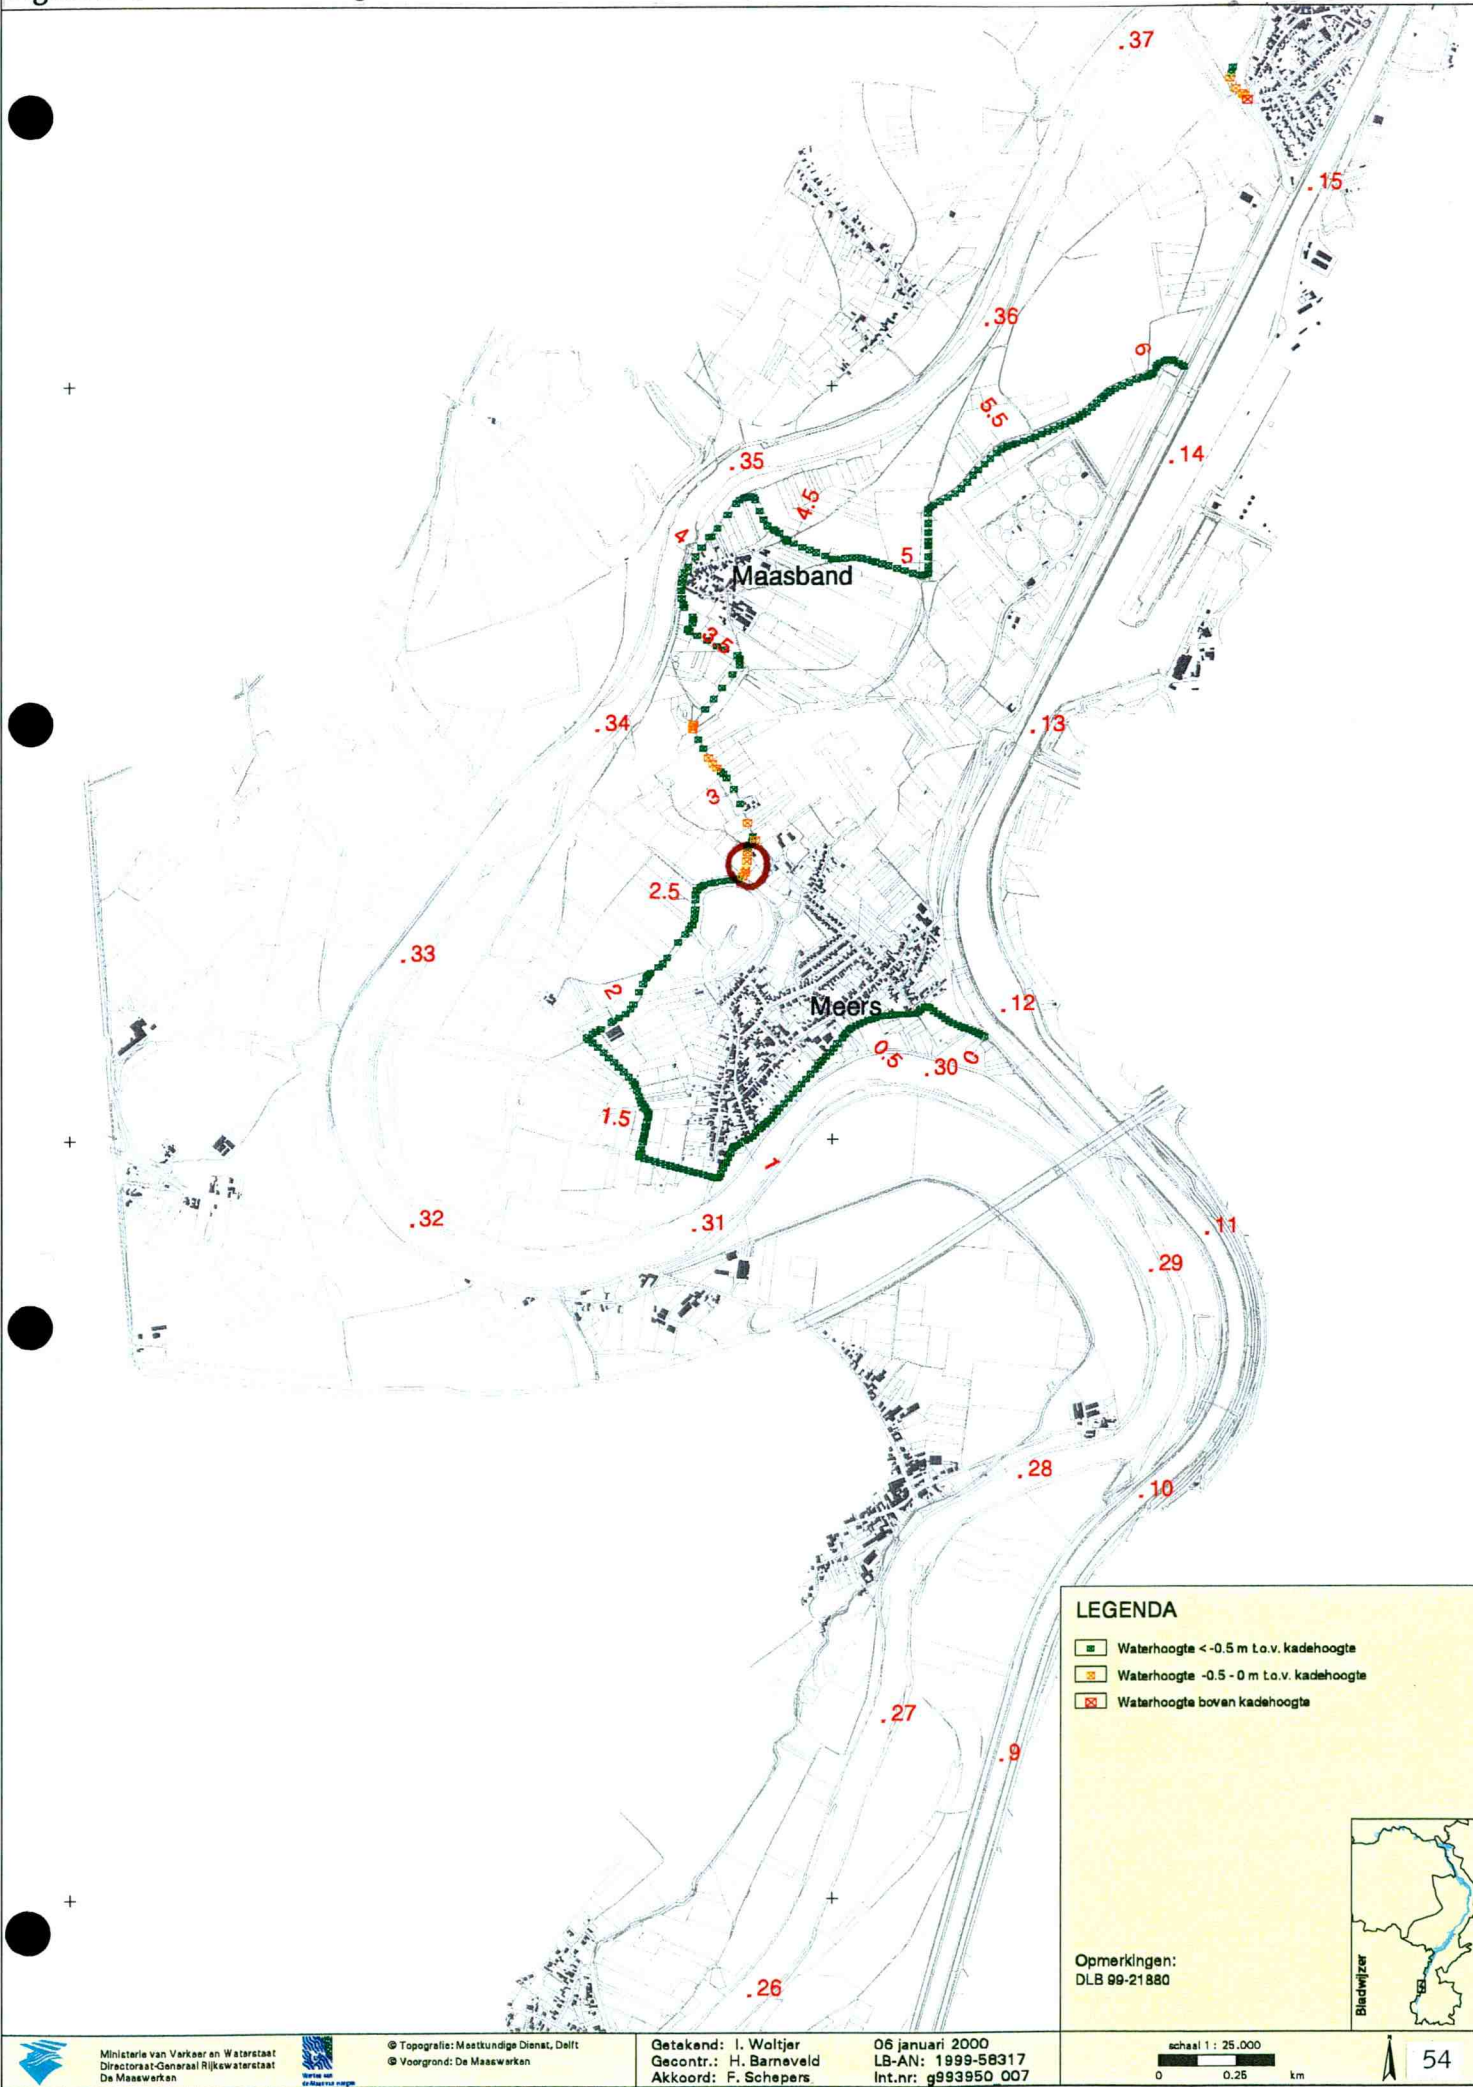 .37
.15
.36
6
5.5
.14
.35
4.5
4
5
Maasband
3.5
.34
.13
3
2.5
.33
2
.12
Meers
0.5
.30
0
1.5
1
.32
.31
.11
.29
.28
.10
.27
.9
.26
LEGENDA
Waterhoogte < -0.5 m t.o.v. kadehoogte
Waterhoogte -0.5 - 0 m t.o.v. kadehoogte
Waterhoogte boven kadehoogte
Opmerkingen:
DLB 99-21880
Bladwijzer
Ministerie van Verkeer en Waterstaat
Directoraat-Generaal Rijkswaterstaat
De Maaswerken
© Topografie: Meetkundige Dienst, Delft
© Voorgrond: De Maaswerken
Getekend: I. Woltjer
Gecontr.: H. Barneveld
Akkoord: F. Schepers
06 januari 2000
LB-AN: 1999-58317
Int.nr: g993950_007
schaal 1 : 25.000
0 0.25 km
54